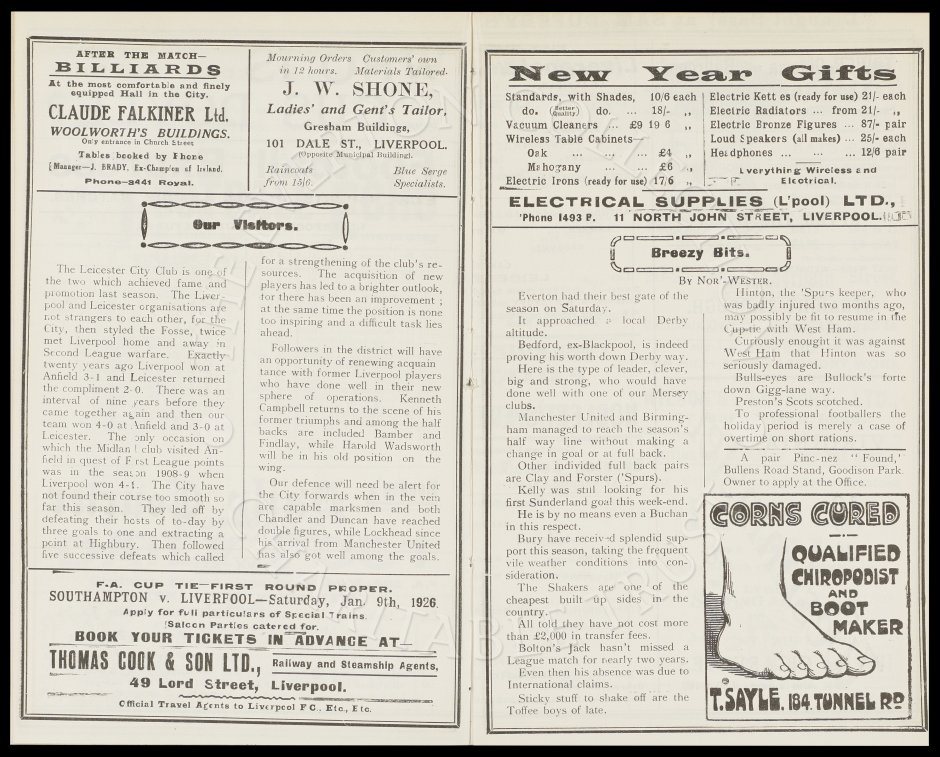 AFTER THE MATCH—
BILLIARDS
At the most comfortable and finely
equipped Hall in the City.
CLAUDE FALKINER Ltd.
WOOLWORTH'S BUILDINGS.
Only entrance in Church Street
Tables booked by Phone
Manager—J. BRADY, Ex-Champion of Ireland.
Phone—3441 Royal.
Mourning Orders Customers' own
in 12 hours. Materials Tailored.
J. W. SHONE,
Ladies' and Gent's Tailor,
Gresham Buildings,
101 DALE ST., LIVERPOOL.
(Opposite Municipal Building).
Raincoats Blue Serge
from 15/6. Specialists.
Our Visitors.
The Leicester City Club is one of
the two which achieved fame and
promotion last season. The Liver-
pool and Leicester organisations are
not strangers to each other, for the
City, then styled the Fosse, twice
met Liverpool home and away in
Second League warfare. Exactly
twenty years ago Liverpool won at
Anfield 3-1 and Leicester returned
the compliment 2-0. There was an
interval of nine years before they
came together again and then our
team won 4-0 at Anfield and 3-0 at
Leicester. The only occasion on
which the Midland club visited An-
field in quest of First League points
was in the season 1908-9 when
Liverpool won 4-1. The City have
not found their course too smooth so
far this season. They led off by
defeating their hosts of to-day by
three goals to one and extracting a
point at Highbury. Then followed
five successive defeats which called
for a strengthening of the club's re-
sources. The acquisition of new
players has led to a brighter outlook,
for there has been an improvement ;
at the same time the position is none
too inspiring and a difficult task lies
ahead.
Followers in the district will have
an opportunity of renewing acquain
tance with former Liverpool players
who have done well in their new
sphere of operations. Kenneth
Campbell returns to the scene of his
former triumphs and among the half
backs are included Bamber and
Findlay, while Harold Wadsworth
will be in his old position on the
wing.
Our defence will need be alert for
the City forwards when in the vein
are capable marksmen and both
Chandler and Duncan have reached
double figures, while Lockhead since
his arrival from Manchester United
has also got well among the goals.
F.A. CUP TIE—FIRST ROUND PROPER.
SOUTHAMPTON v. LIVERPOOL—Saturday, Jan. 9th, 1926.
Apply for full particulars of Special Trains.
Saloon Parties catered for.
BOOK YOUR TICKETS IN ADVANCE AT—
THOMAS COOK & SON LTD., Railway and Steamship Agents,
49 Lord Street, Liverpool.
Official Travel Agents to Liverpool F C., Etc., Etc.
New Year Gifts
Standards, with Shades, 10/6 each
do. (Better Quality) do. ... 18/- ,,
Vacuum Cleaners ... £9 19 6 ,,
Wireless Table Cabinets—
Oak ... ... ... £4 ,,
Mahogany ... ... £6 ,,
Electric Irons (ready for use) 17/6 ,,
Electric Kettles (ready for use) 21/- each
Electric Radiators ... from 21/- ,,
Electric Bronze Figures ... 87/- pair
Loud Speakers (all makes) ... 25/- each
Headphones ... ... ... 12/6 pair
Everything Wireless and
Electrical.
ELECTRICAL SUPPLIES (L'pool) LTD.,
'Phone 1493 P. 11 NORTH JOHN STREET, LIVERPOOL.
Breezy Bits.
By Nor'-Wester.
Everton had their best gate of the
season on Saturday.
It approached a local Derby
altitude.
Bedford, ex-Blackpool, is indeed
proving his worth down Derby way.
Here is the type of leader, clever,
big and strong, who would have
done well with one of our Mersey
clubs.
Manchester United and Birming-
ham managed to reach the season's
half way line without making a
change in goal or at full back.
Other individed full back pairs
are Clay and Forster ('Spurs).
Kelly was still looking for his
first Sunderland goal this week-end.
He is by no means even a Buchan
in this respect.
Bury have received splendid sup-
port this season, taking the frequent
vile weather conditions into con-
sideration.
The Shakers are one of the
cheapest built up sides in the
country.
All told they have not cost more
than £2,000 in transfer fees.
Bolton's Jack hasn't missed a
League match for nearly two years.
Even then his absence was due to
International claims.
Sticky stuff to shake off are the
Toffee boys of late.
Hinton, the 'Spurs keeper, who
was badly injured two months ago,
may possibly be fit to resume in the
Cup-tie with West Ham.
Curiously enought it was against
West Ham that Hinton was so
seriously damaged.
Bulls-eyes are Bullock's forte
down Gigg-lane way.
Preston's Scots scotched.
To professional footballers the
holiday period is merely a case of
overtime on short rations.
A pair Pinc-nez "Found,'
Bullens Road Stand, Goodison Park
Owner to apply at the Office.
CORNS CURED
QUALIFIED
CHIROPODIST
AND
BOOT
MAKER
T. SAYLE. 184. TUNNEL RD